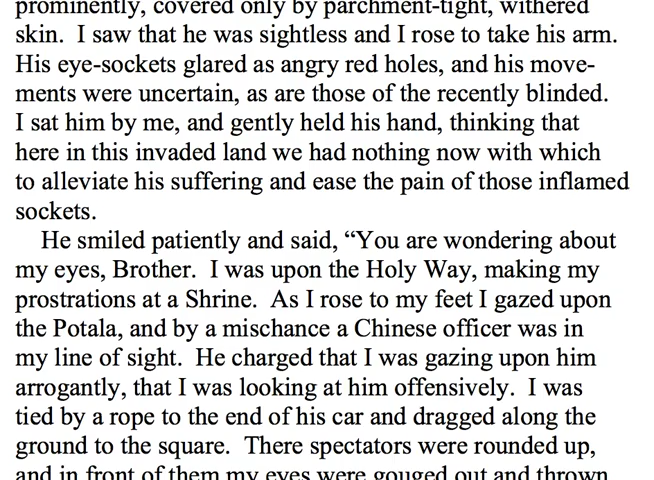 prominently, covered only by parchment-tight, withered
skin. I saw that he was sightless and I rose to take his arm.
His eye-sockets glared as angry red holes, and his move-
ments were uncertain, as are those of the recently blinded.
I sat him by me, and gently held his hand, thinking that
here in this invaded land we had nothing now with which
to alleviate his suffering and ease the pain of those inflamed
sockets.
He smiled patiently and said, “You are wondering about
my eyes, Brother. I was upon the Holy Way, making my
prostrations at a Shrine. As I rose to my feet I gazed upon
the Potala, and by a mischance a Chinese officer was in
my line of sight. He charged that I was gazing upon him
arrogantly, that I was looking at him offensively. I was
tied by a rope to the end of his car and dragged along the
ground to the square. There spectators were rounded up,
and in front of them my eyes were gouged out and thrown